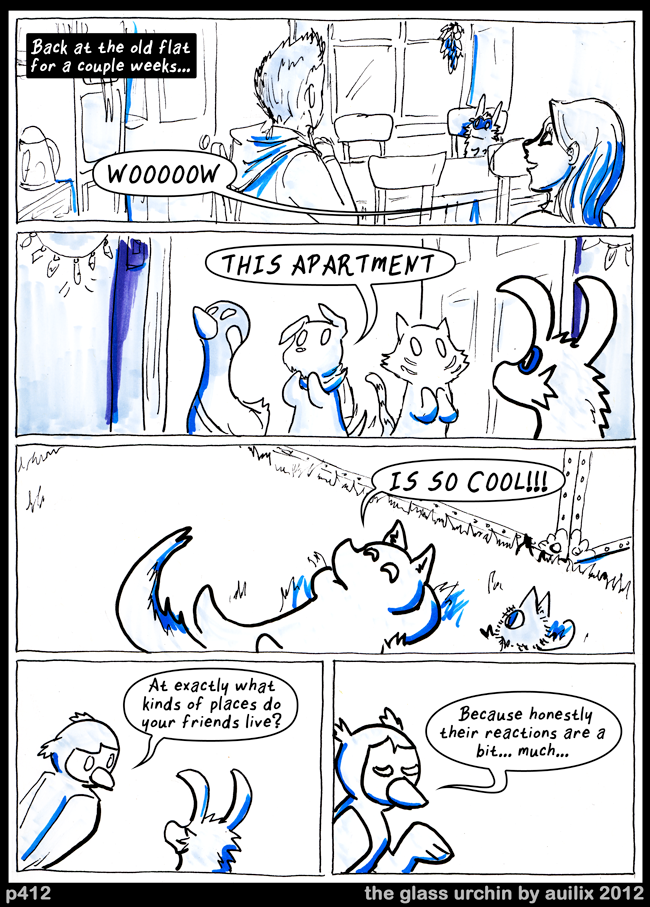 Back at the old flat
for a couple weeks...
WOOOOOW
THIS APARTMENT
IS SO COOL!!!
At exactly what
kinds of places do
your friends live?
Because honestly
their reactions are a
bit... much...
p412
the glass urchin by auilix 2012